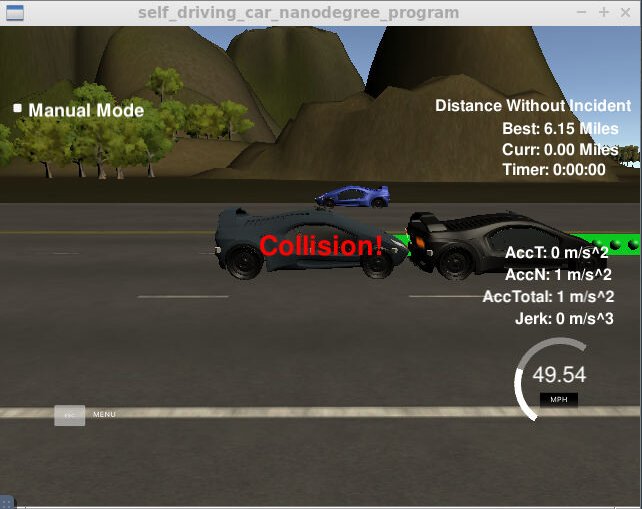 self_driving_car_nanodegree_program
Manual Mode
Distance Without Incident
Best: 6.15 Miles
Curr: 0.00 Miles
Timer: 0:00:00
Collision!
AccT: 0 m/s^2
AccN: 1 m/s^2
AccTotal: 1 m/s^2
Jerk: 0 m/s^3
49.54
MPH
MENU